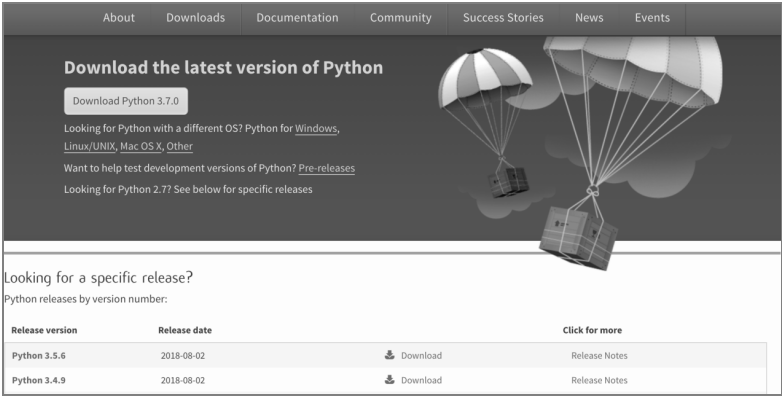 About Downloads Documentation Community Success Stories News Events
Download the latest version of Python
Download Python 3.7.0
Looking for Python with a different OS? Python for Windows,
Linux/UNIX, Mac OS X, Other
Want to help test development versions of Python? Pre-releases
Looking for Python 2.7? See below for specific releases
Looking for a specific release?
Python releases by version number:
Release version Release date Click for more
Python 3.5.6 2018-08-02 Download Release Notes
Python 3.4.9 2018-08-02 Download Release Notes